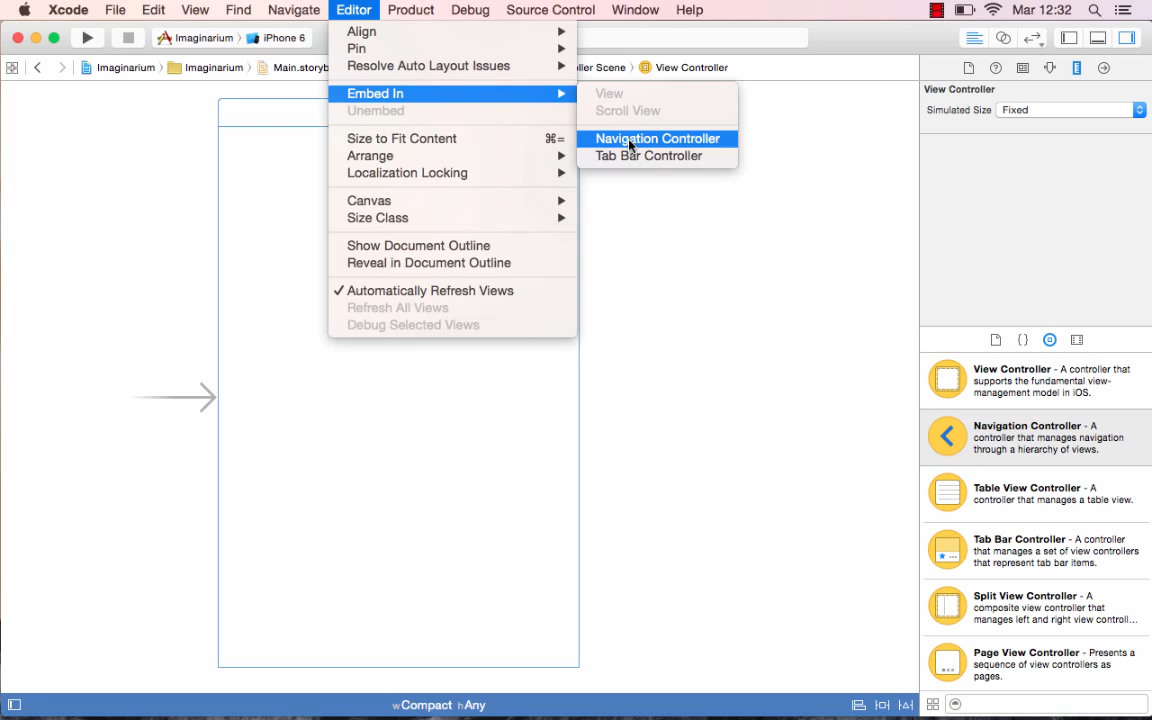 Xcode File Edit View Find Navigate Editor Product Debug Source Control Window Help Mar 12:32
Imaginarium iPhone 6
Imaginarium Imaginarium Main.storyb ller Scene View Controller
Align
Pin
Resolve Auto Layout Issues
Embed In
Unembed
Size to Fit Content ⌘=
Arrange
Localization Locking
Canvas
Size Class
Show Document Outline
Reveal in Document Outline
✓ Automatically Refresh Views
Refresh All Views
Debug Selected Views
View
Scroll View
Navigation Controller
Tab Bar Controller
View Controller
Simulated Size Fixed
View Controller - A controller that
supports the fundamental view-
management model in iOS.
Navigation Controller - A
controller that manages navigation
through a hierarchy of views.
Table View Controller - A
controller that manages a table view.
Tab Bar Controller - A controller
that manages a set of view controllers
that represent tab bar items.
Split View Controller - A
composite view controller that
manages left and right view controll...
Page View Controller - Presents a
sequence of view controllers as
pages.
wCompact hAny